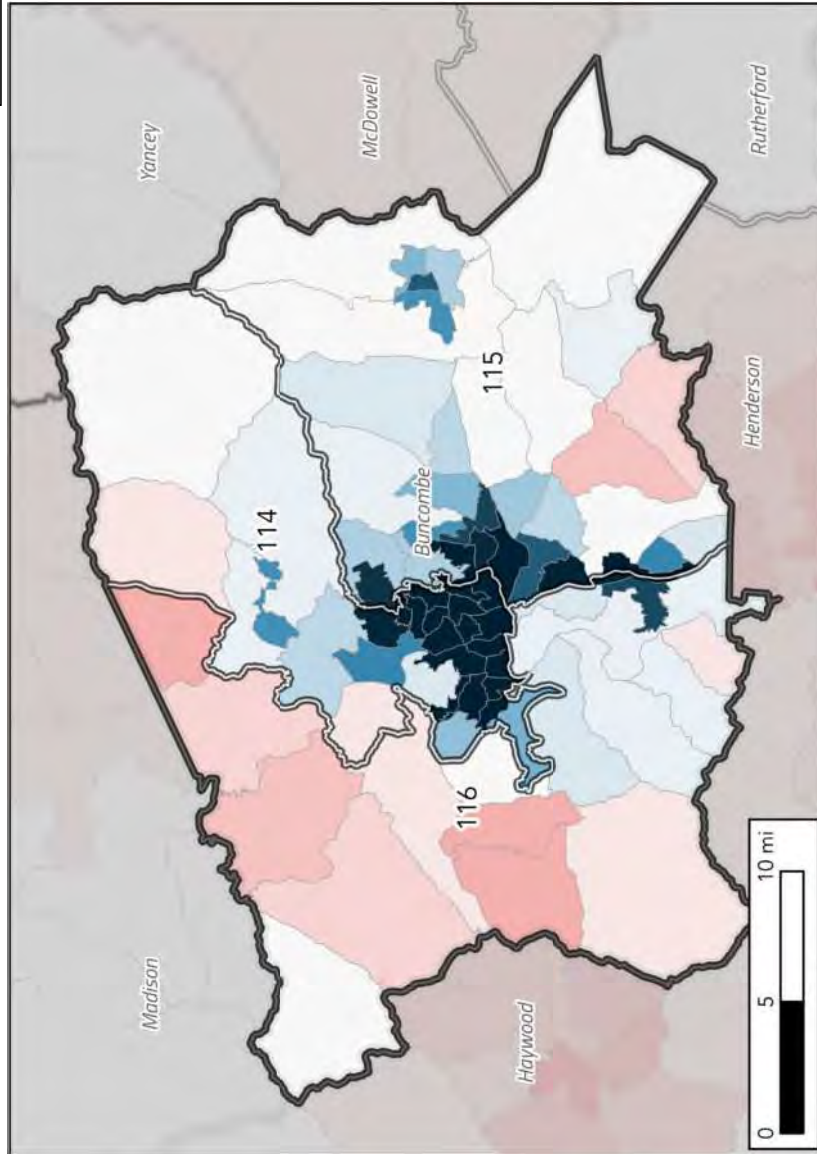 Yancey
McDowell
Rutherford
Madison
114
115
Buncombe
116
Henderson
Haywood
0 5 10 mi